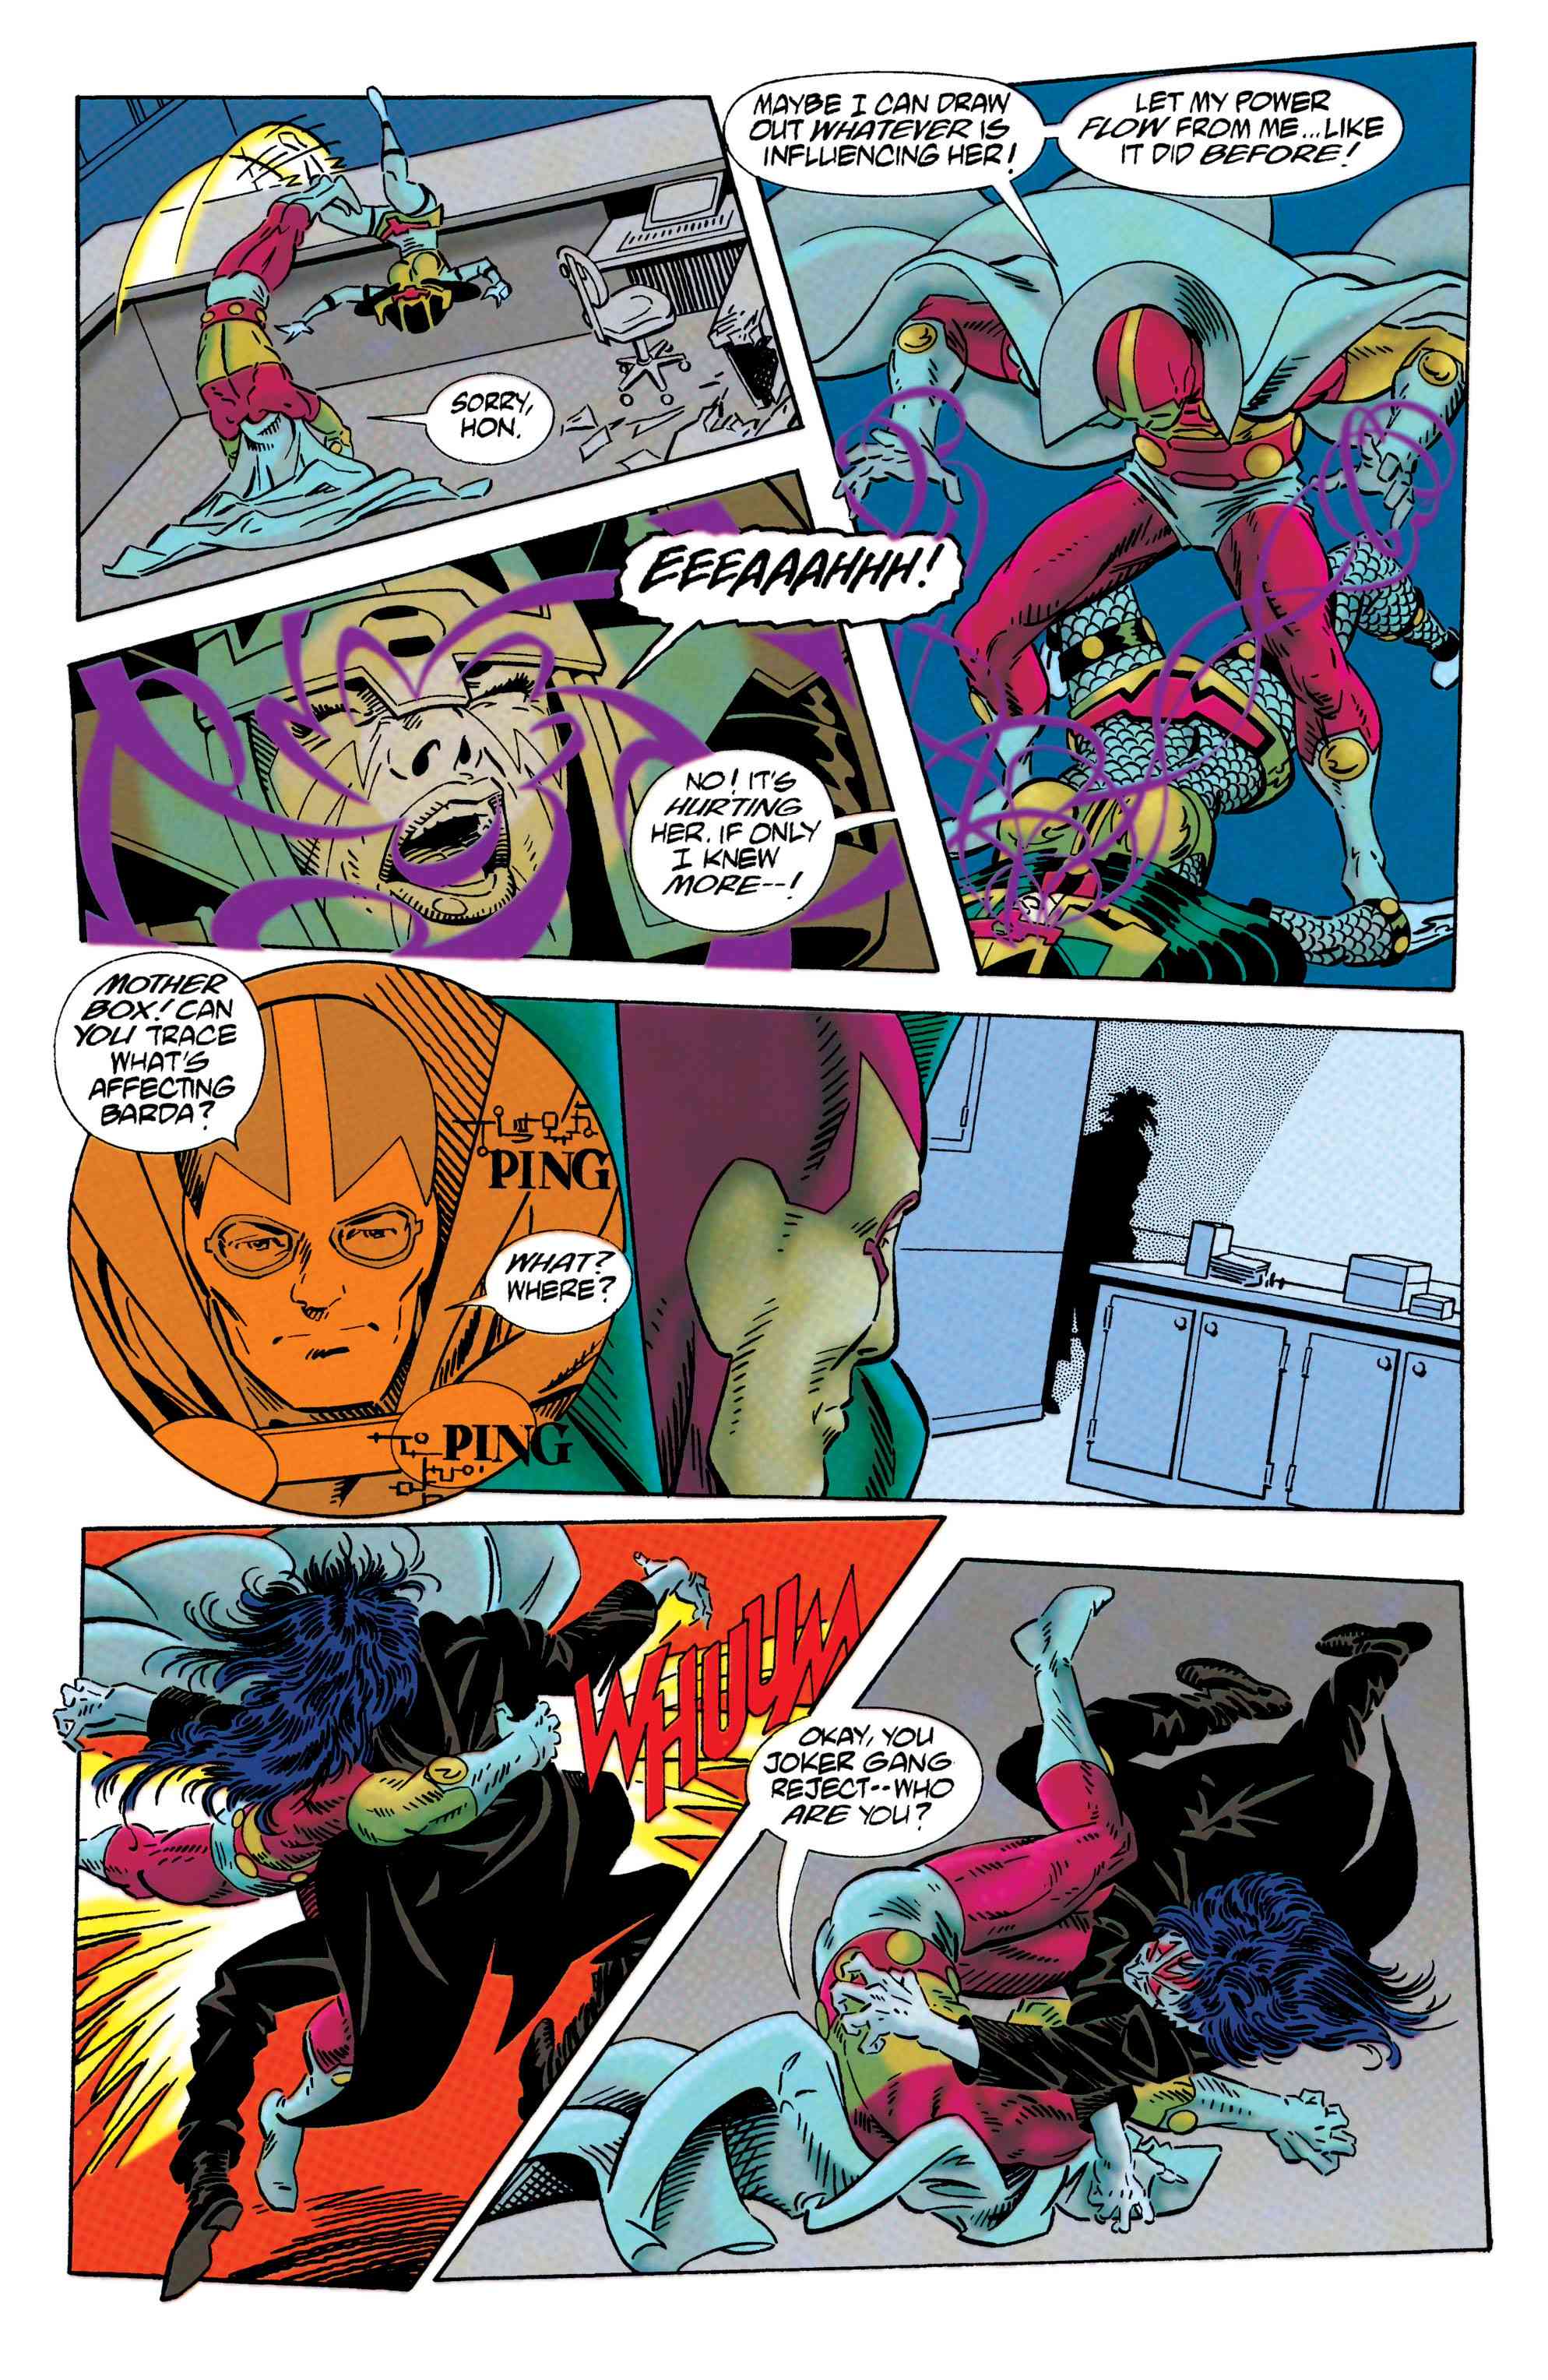 SORRY,
HON.
MAYBE I CAN DRAW
OUT WHATEVER IS
INFLUENCING HER!
LET MY POWER
FLOW FROM ME...LIKE
IT DID BEFORE!
EEEAAAHHH!
NO! IT'S
HURTING
HER. IF ONLY
I KNEW
MORE--!
MOTHER
BOX! CAN
YOU TRACE
WHAT'S
AFFECTING
BARDA?
PING
WHAT?
WHERE?
PING
WHUUM
OKAY, YOU
JOKER GANG
REJECT--WHO
ARE YOU?